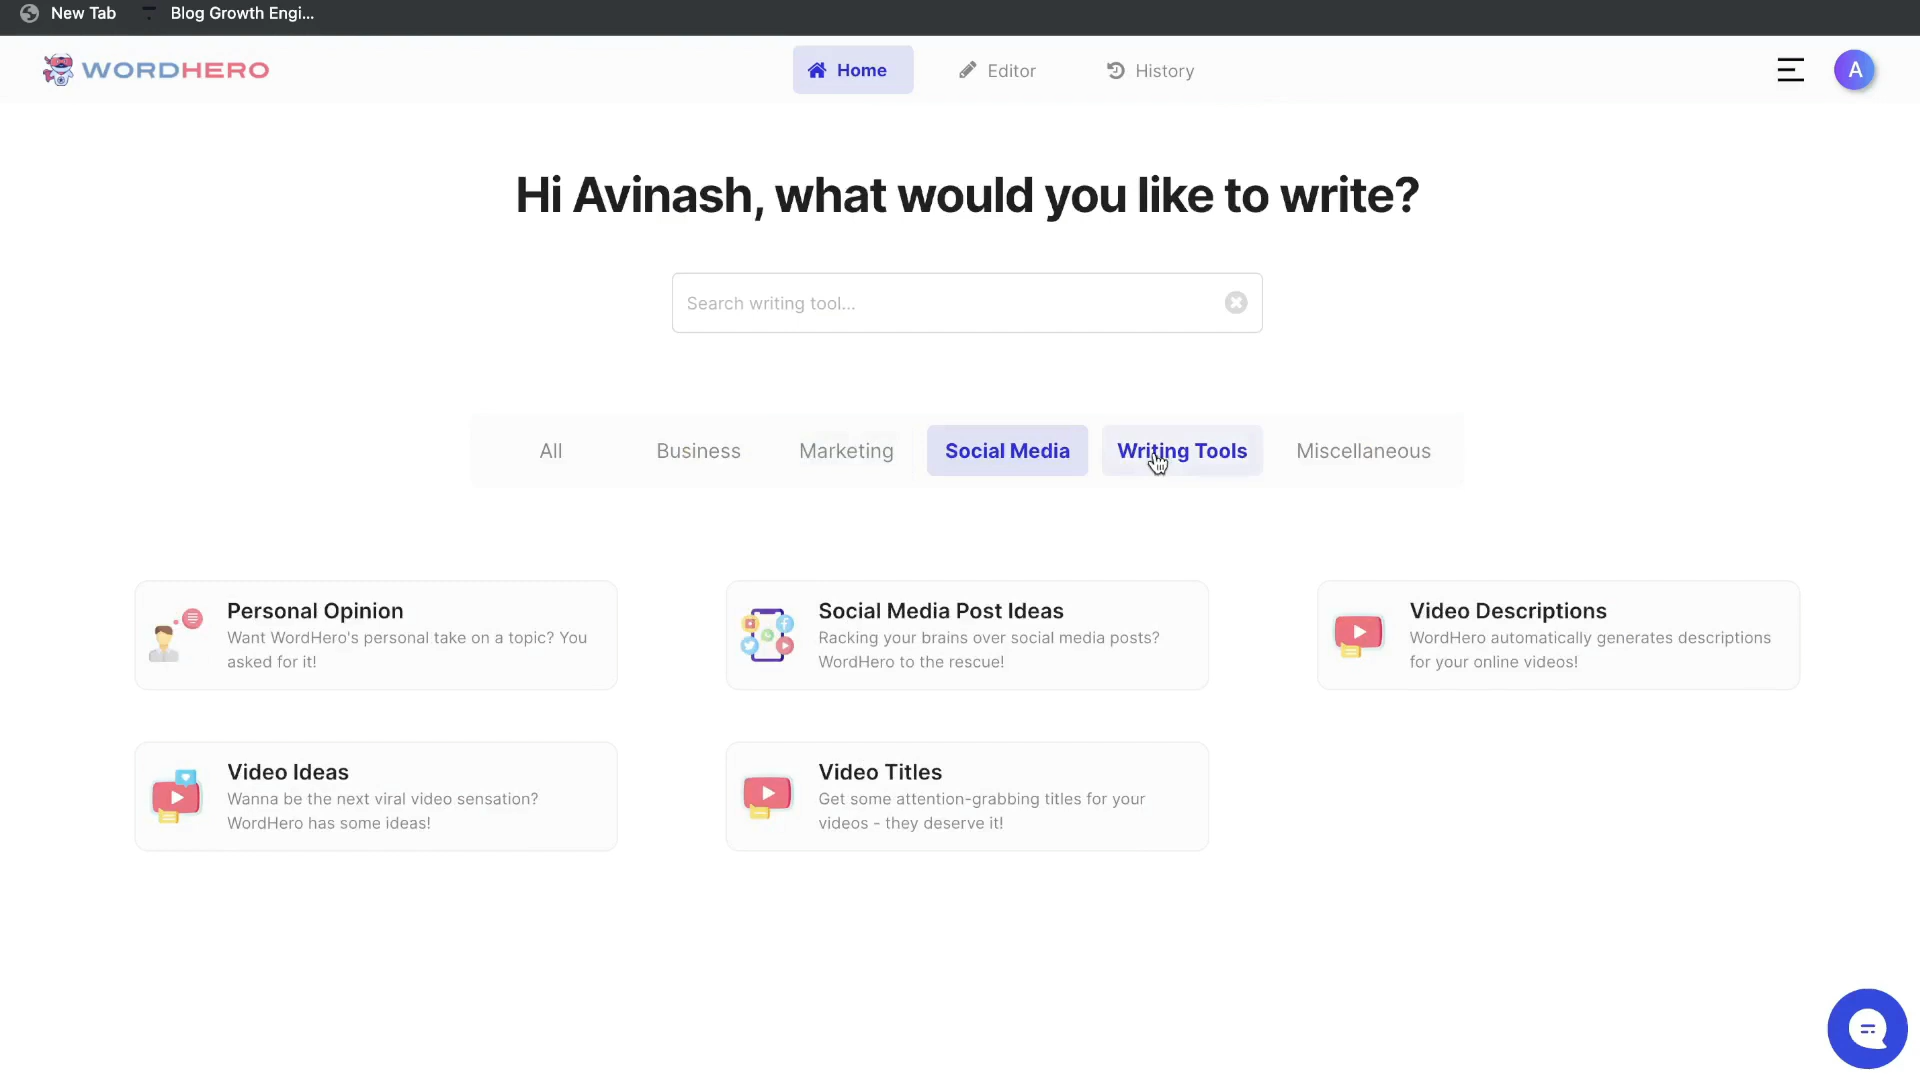 New Tab
Blog Growth Engi...
WORDHERO
Home
Editor
History
A
Hi Avinash, what would you like to write?
Search writing tool...
All
Business
Marketing
Social Media
Writing Tools
Miscellaneous
Personal Opinion
Want WordHero's personal take on a topic? You
asked for it!
Social Media Post Ideas
Racking your brains over social media posts?
WordHero to the rescue!
Video Descriptions
WordHero automatically generates descriptions
for your online videos!
Video Ideas
Wanna be the next viral video sensation?
WordHero has some ideas!
Video Titles
Get some attention-grabbing titles for your
videos - they deserve it!